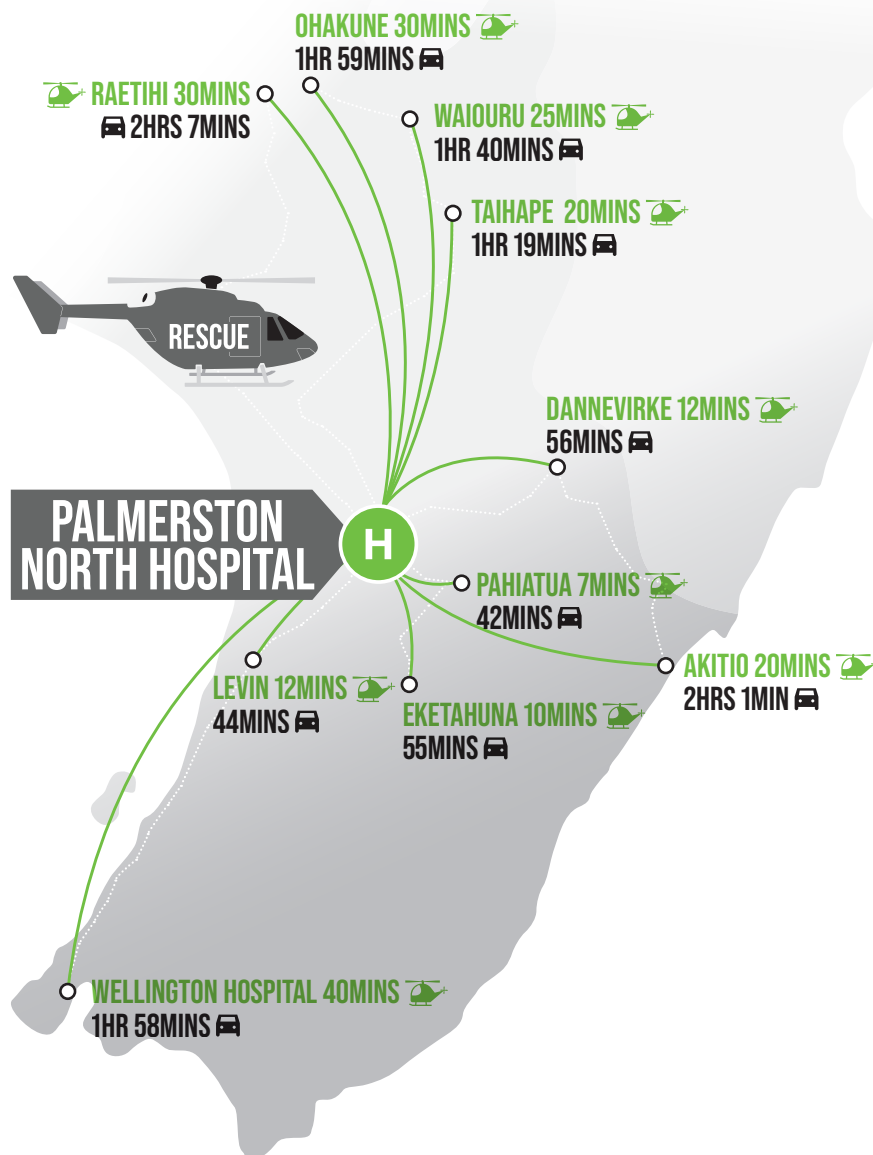 OHAKUNE 30MINS
1HR 59MINS
RAETIHI 30MINS
2HRS 7MINS
WAIOURU 25MINS
1HR 40MINS
TAIHAPE 20MINS
1HR 19MINS
RESCUE
DANNEVIRKE 12MINS
56MINS
PALMERSTON
NORTH HOSPITAL
H
PAHIATUA 7MINS
42MINS
AKITIO 20MINS
2HRS 1MIN
LEVIN 12MINS
44MINS
EKETAHUNA 10MINS
55MINS
WELLINGTON HOSPITAL 40MINS
1HR 58MINS